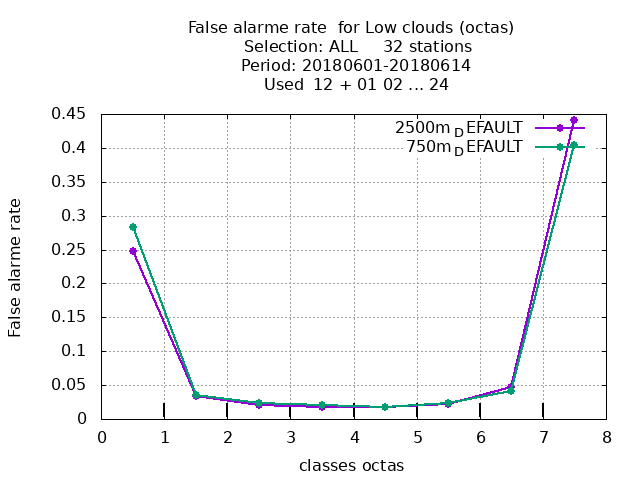 False alarme rate  for Low clouds (octas)
Selection: ALL     32 stations
Period: 20180601-20180614
Used  12 + 01 02 ... 24
2500m_DEFAULT
750m_DEFAULT
0.45
0.4
0.35
0.3
0.25
0.2
0.15
0.1
0.05
0
False alarme rate
0 1 2 3 4 5 6 7 8
classes octas